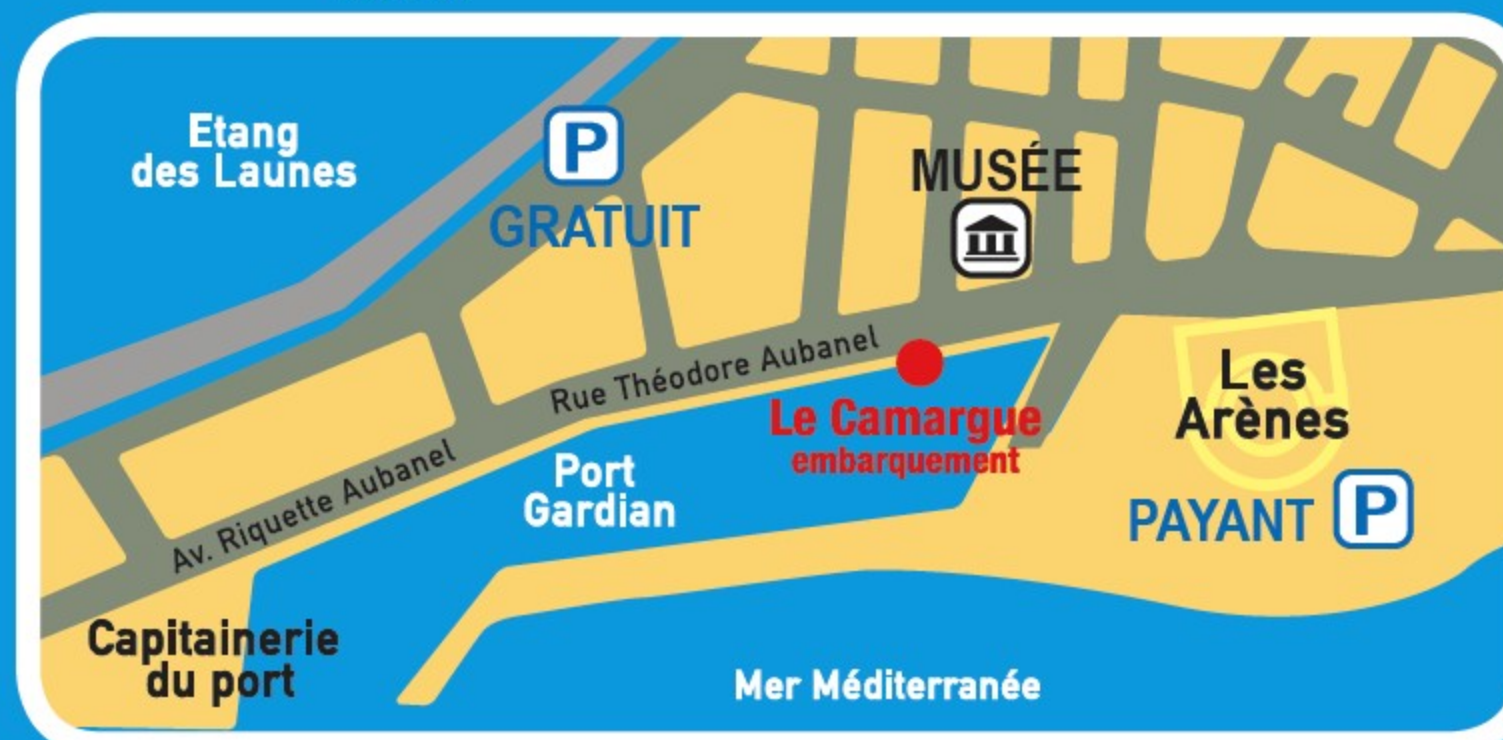 Etang
des Launes
P
GRATUIT
MUSÉE
Rue Théodore Aubanel
Le Camargue
embarquement
Les
Arènes
Av. Riquette Aubanel
Port
Gardian
PAYANT P
Capitainerie
du port
Mer Méditerranée